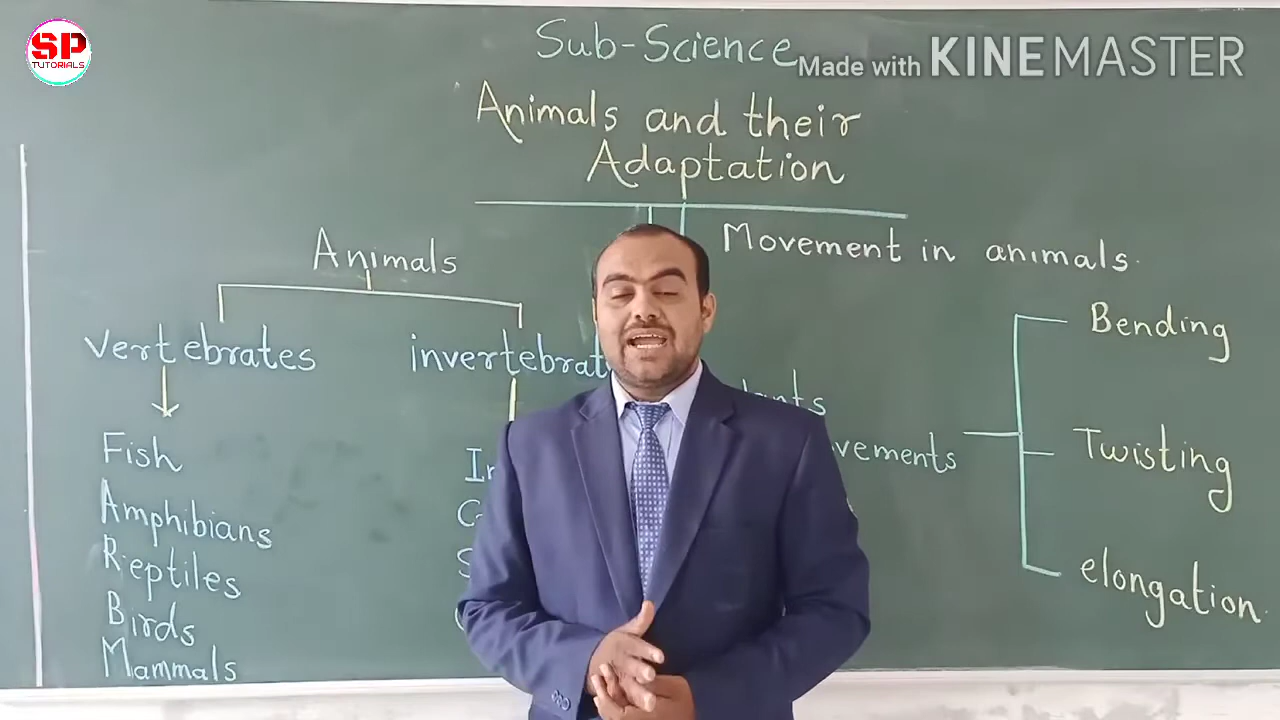 SP
TUTORIALS
Sub-Science
Made with KINEMASTER
Animals and their
Adaptation
Animals
Movement in animals.
vertebrates
Bending
Fish
vements
Twisting
Amphibians
Reptiles
elongation.
Birds
Mammals